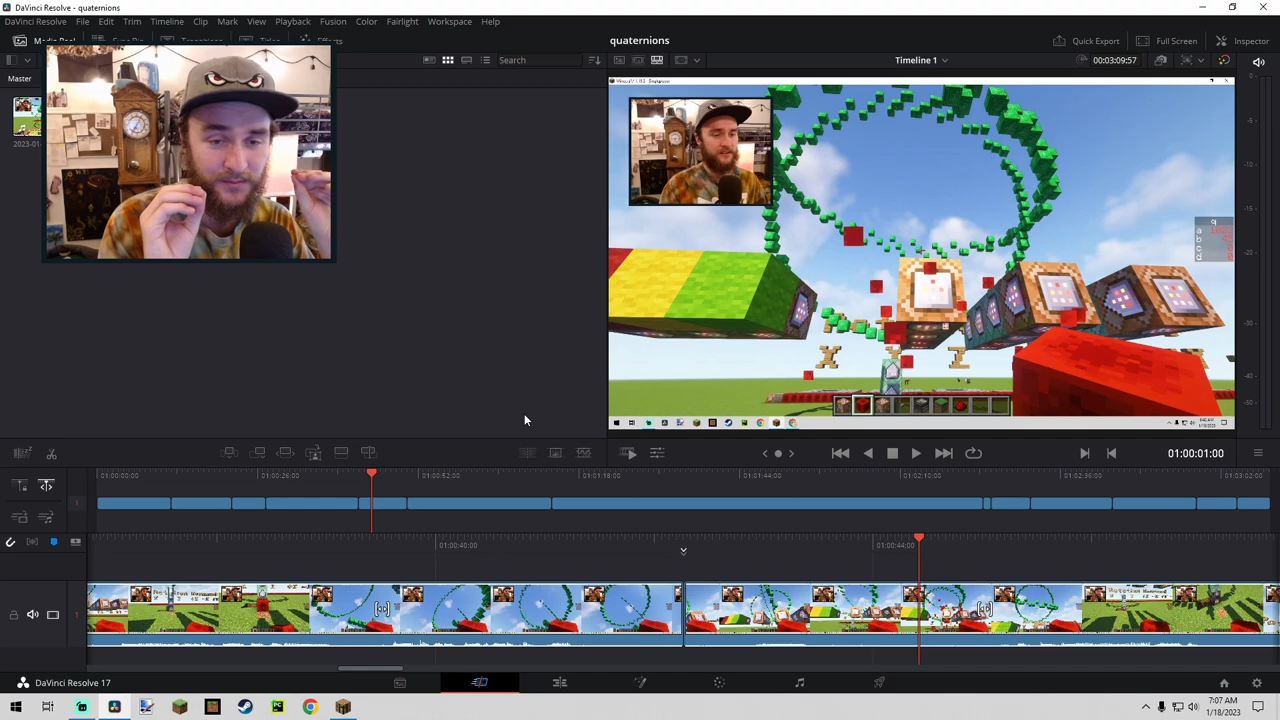 DaVinci Resolve - quaternions
DaVinci Resolve File Edit Trim Timeline Clip Mark View Playback Fusion Color Fairlight Workspace Help
quaternions
Quick Export Full Screen Inspector
Master
Search
Timeline 1
00:03:09:57
01:00:01:00
01:00:00:00 01:00:26:00 01:00:52:00 01:01:18:00 01:01:44:00 01:02:10:00 01:02:36:00 01:03:02:00
01:00:40:00 01:00:44:00
1
DaVinci Resolve 17
7:07 AM
1/18/2023